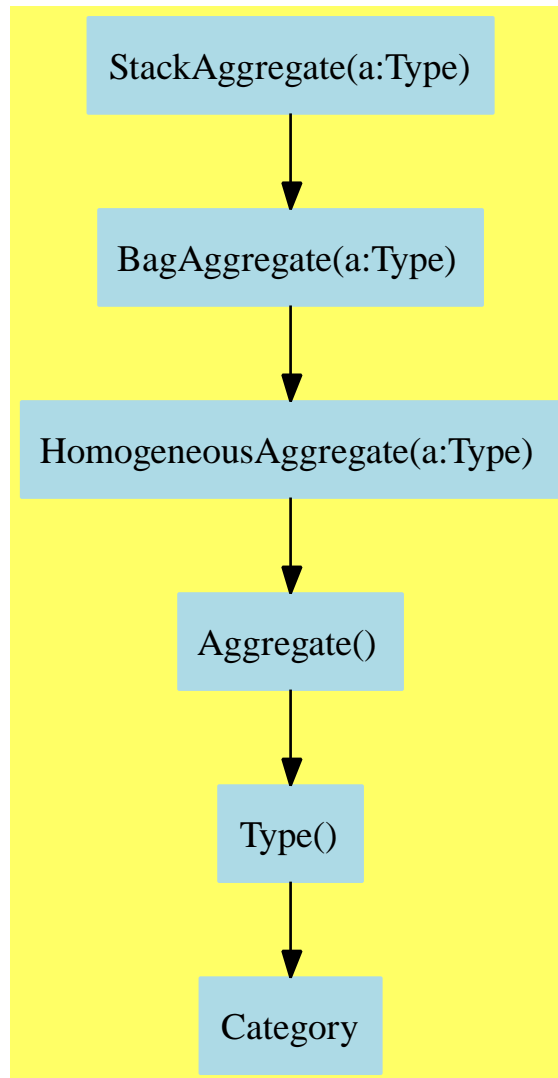 StackAggregate(a:Type)
BagAggregate(a:Type)
HomogeneousAggregate(a:Type)
Aggregate()
Type()
Category